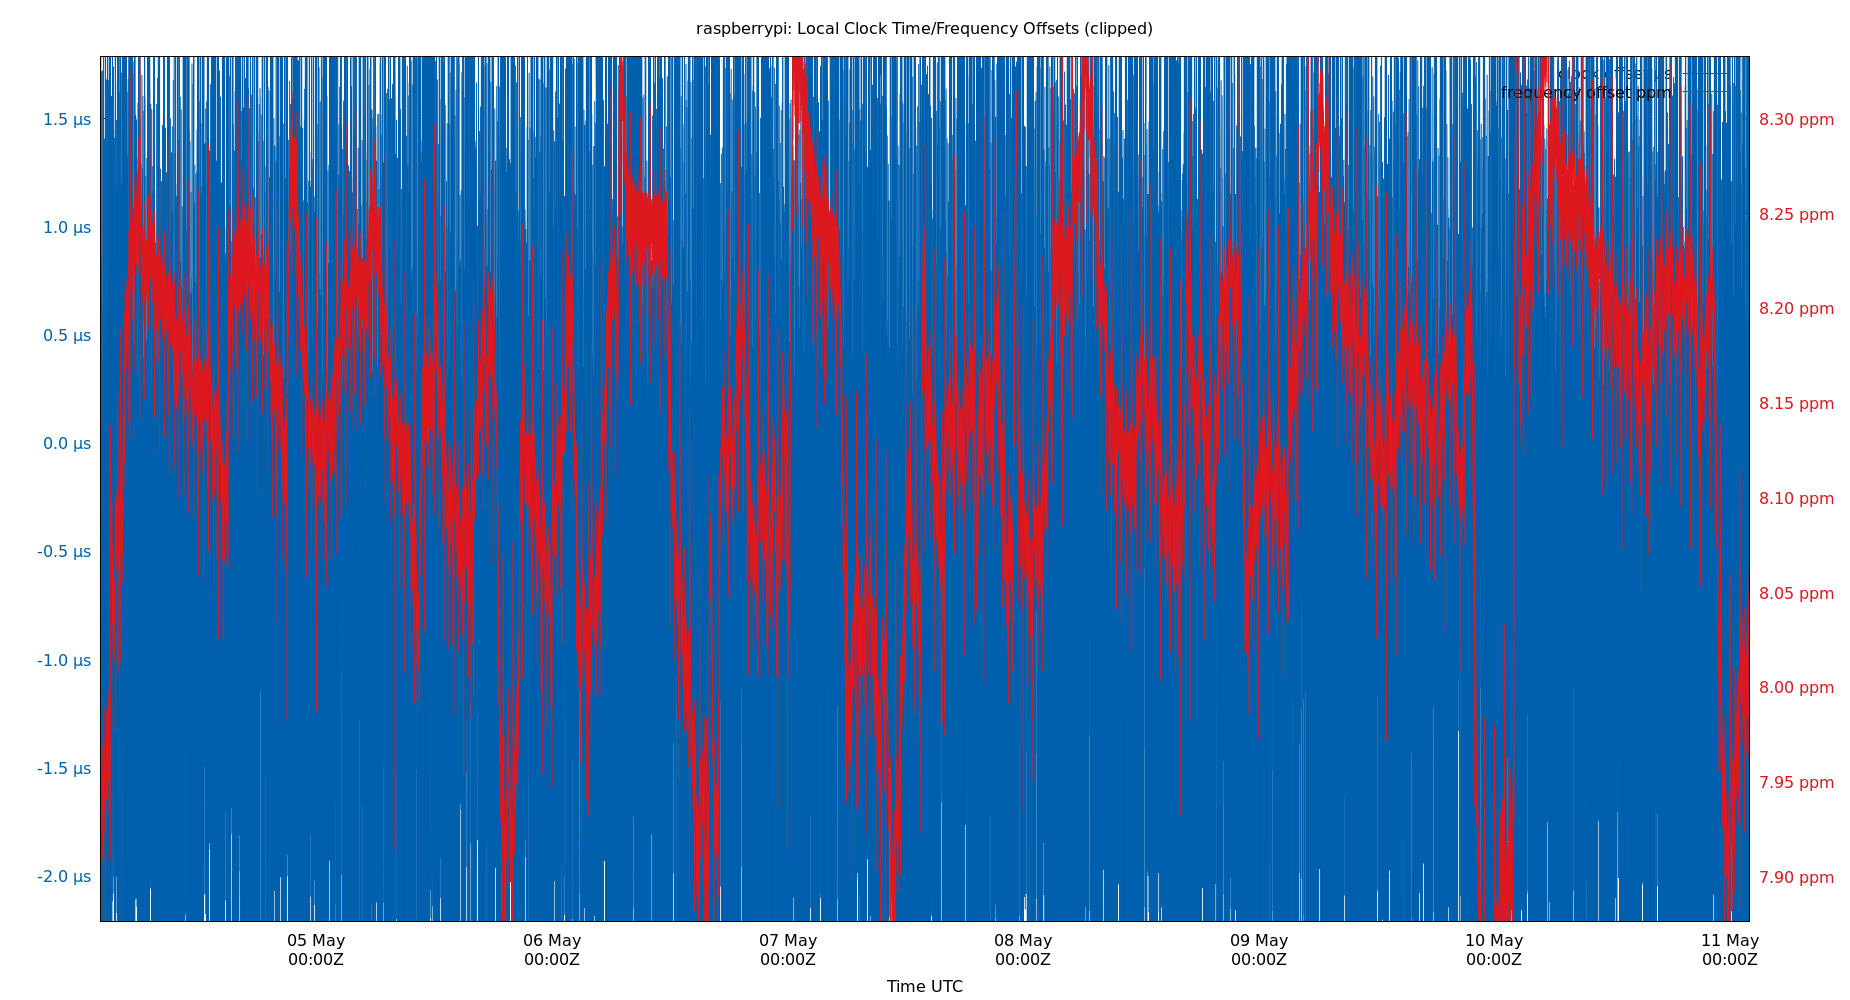 raspberrypi: Local Clock Time/Frequency Offsets (clipped)
clock offset µs
frequency offset ppm
1.5 µs
1.0 µs
0.5 µs
0.0 µs
-0.5 µs
-1.0 µs
-1.5 µs
-2.0 µs
8.30 ppm
8.25 ppm
8.20 ppm
8.15 ppm
8.10 ppm
8.05 ppm
8.00 ppm
7.95 ppm
7.90 ppm
05 May 06 May 07 May 08 May 09 May 10 May 11 May
00:00Z 00:00Z 00:00Z 00:00Z 00:00Z 00:00Z 00:00Z
Time UTC